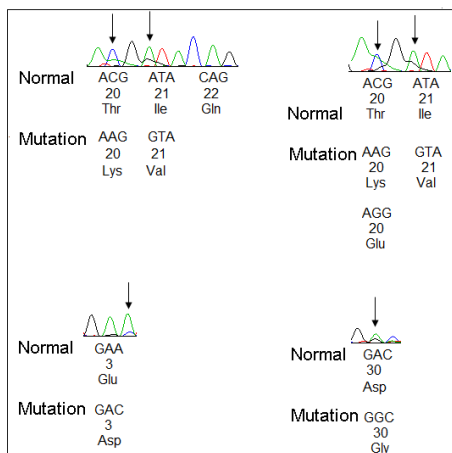 Normal ACG ATA CAG
20 21 22
Thr Ile Gln
Mutation AAG GTA
20 21
Lys Val
Normal ACG ATA
20 21
Thr Ile
Mutation AAG GTA
20 21
Lys Val
AGG
20
Glu
Normal GAA
3
Glu
Mutation GAC
3
Asp
Normal GAC
30
Asp
Mutation GGC
30
Gly